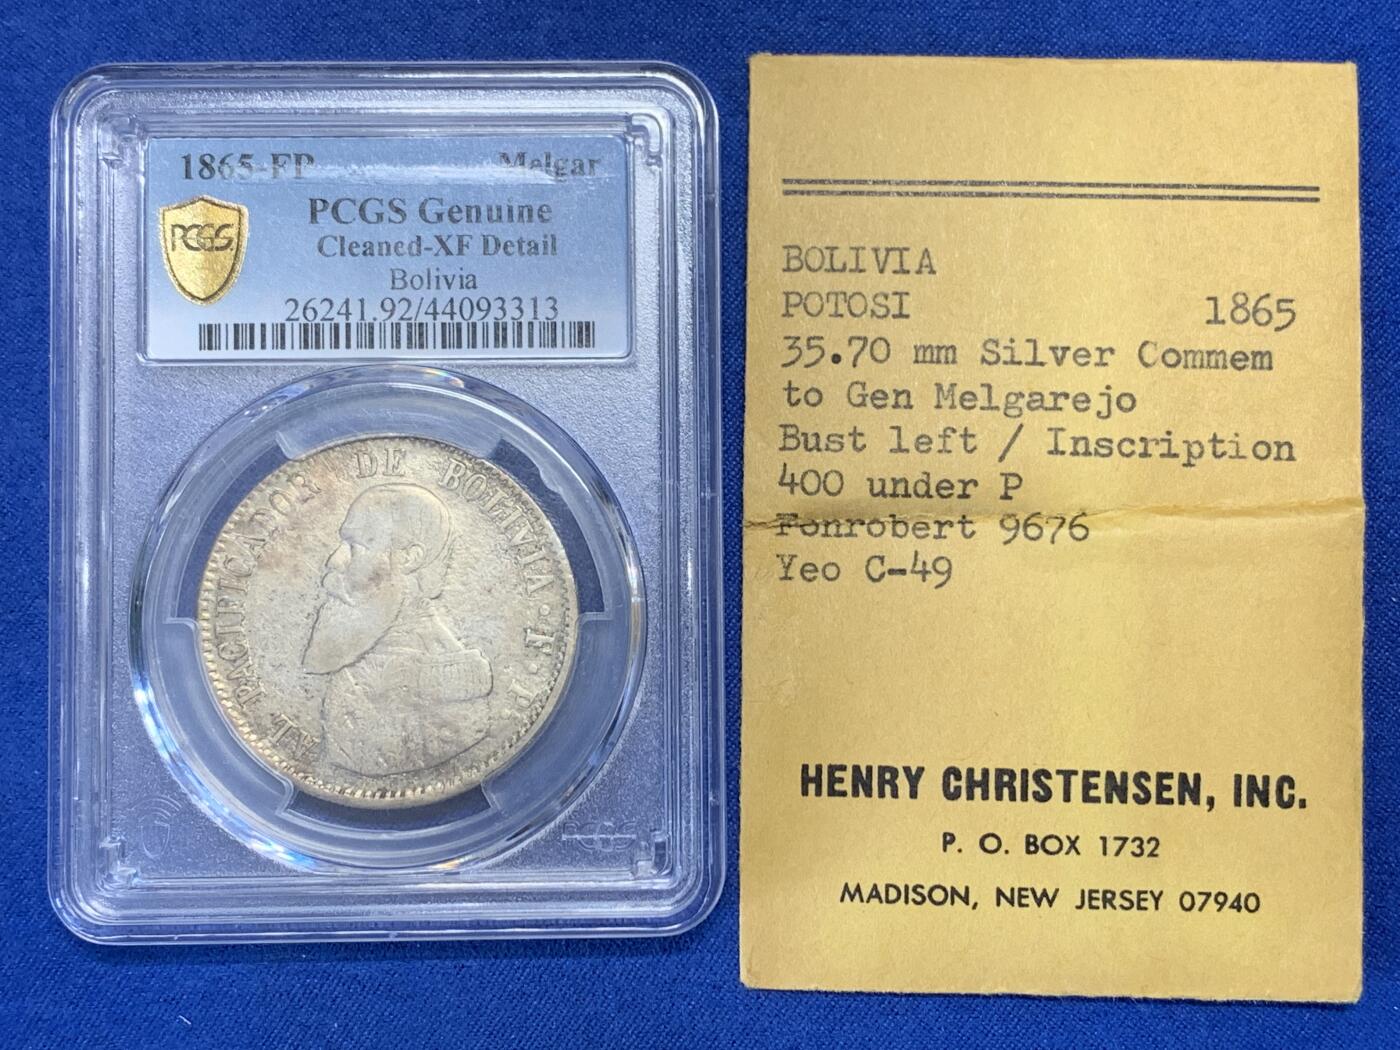 1865-FP Melgar
PCGS Genuine
Cleaned-XF Detail
Bolivia
26241.92/44093313
PCGS
AL PACIFICADOR DE BOLIVIA · F · P
PCGS
BOLIVIA
POTOSI 1865
35.70 mm Silver Commem
to Gen Melgarejo
Bust left / Inscription
400 under P
Fonrobert 9676
Yeo C-49
HENRY CHRISTENSEN, INC.
P. O. BOX 1732
MADISON, NEW JERSEY 07940